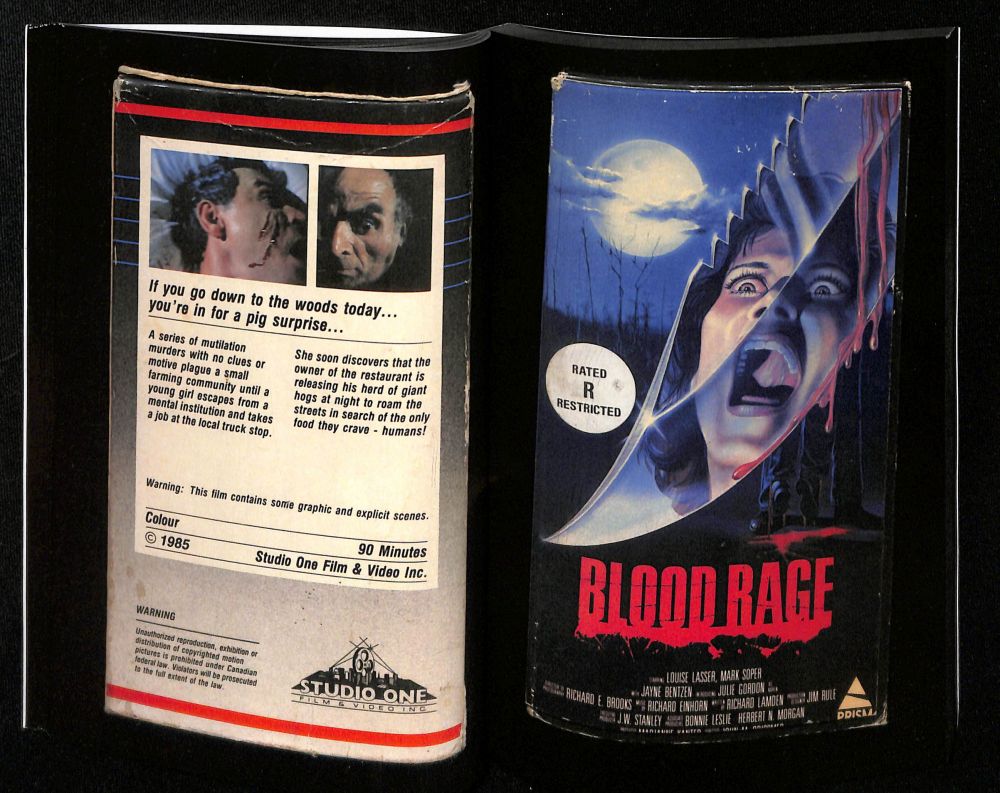 If you go down to the woods today...
you're in for a pig surprise...
A series of mutilation
murders with no clues or
motive plague a small
farming community until a
young girl escapes from a
mental institution and takes
a job at the local truck stop.
She soon discovers that the
owner of the restaurant is
releasing his herd of giant
hogs at night to roam the
streets in search of the only
food they crave - humans!
Warning: This film contains some graphic and explicit scenes.
Colour
90 Minutes
© 1985
Studio One Film & Video Inc.
WARNING
Unauthorized reproduction, exhibition or
distribution of copyrighted motion
pictures is prohibited under Canadian
federal law. Violators will be prosecuted
to the full extent of the law.
STUDIO ONE
FILM & VIDEO INC
RATED
R
RESTRICTED
BLOOD RAGE
LOUISE LASSER, MARK SOPER
JAYNE BENTZEN JULIE GORDON
RICHARD E. BROOKS RICHARD EINHORN RICHARD LAMDEN JIM RULE
J.W. STANLEY BONNIE LESLIE HERBERT N. MORGAN
PRISM